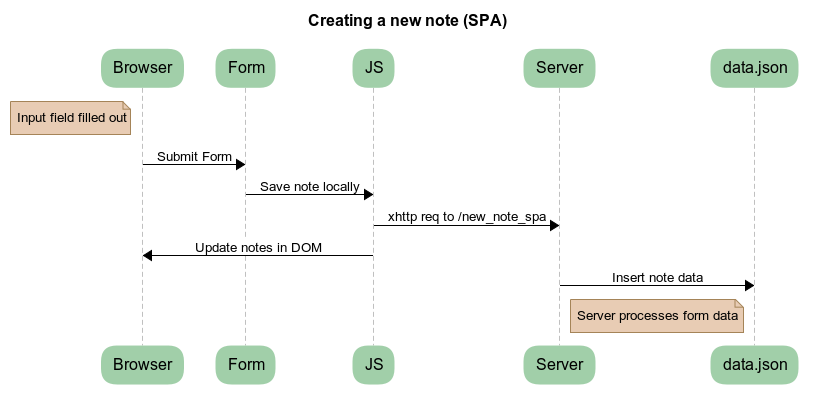 Creating a new note (SPA)
Browser Form JS Server data.json
Input field filled out
Submit Form
Save note locally
xhttp req to /new_note_spa
Update notes in DOM
Insert note data
Server processes form data
Browser Form JS Server data.json